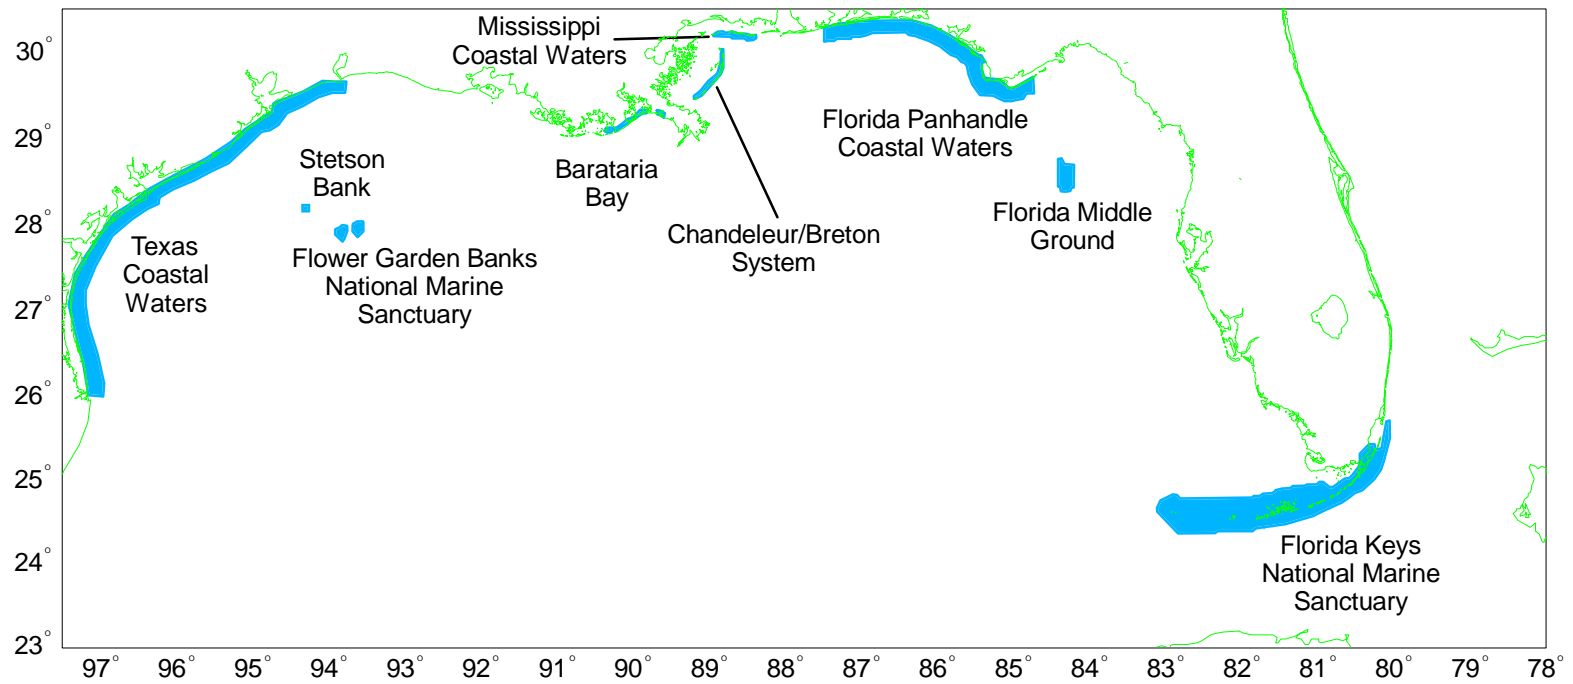 Mississippi
Coastal Waters
30°
29°
28°
27°
26°
25°
24°
23°
Stetson
Bank
Texas
Coastal
Waters
Flower Garden Banks
National Marine
Sanctuary
Barataria
Bay
Chandeleur/Breton
System
Florida Panhandle
Coastal Waters
Florida Middle
Ground
Florida Keys
National Marine
Sanctuary
97° 96° 95° 94° 93° 92° 91° 90° 89° 88° 87° 86° 85° 84° 83° 82° 81° 80° 79° 78°